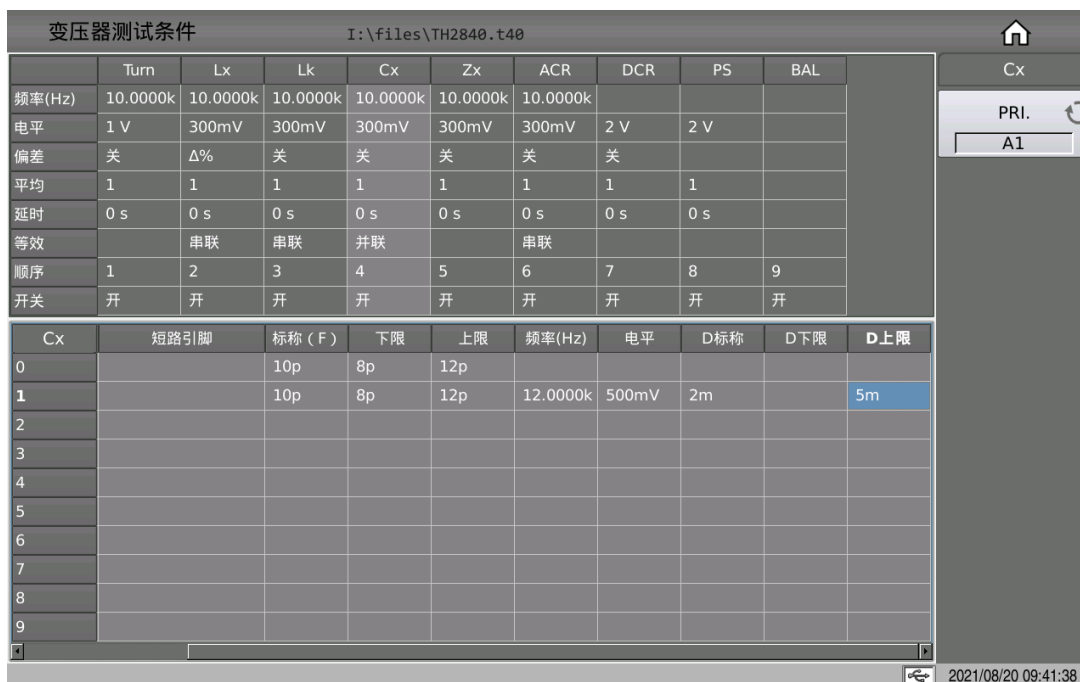 变压器测试条件 I:\files\TH2840.t40
Turn Lx Lk Cx Zx ACR DCR PS BAL
频率(Hz) 10.0000k 10.0000k 10.0000k 10.0000k 10.0000k 10.0000k
电平 1 V 300mV 300mV 300mV 300mV 300mV 2 V 2 V
偏差 关 Δ% 关 关 关 关 关
平均 1 1 1 1 1 1 1 1
延时 0 s 0 s 0 s 0 s 0 s 0 s 0 s 0 s
等效 串联 串联 并联 串联
顺序 1 2 3 4 5 6 7 8 9
开关 开 开 开 开 开 开 开 开 开
Cx 短路引脚 标称（F） 下限 上限 频率(Hz) 电平 D标称 D下限 D上限
0 10p 8p 12p
1 10p 8p 12p 12.0000k 500mV 2m 5m
2
3
4
5
6
7
8
9
Cx
PRI.
A1
2021/08/20 09:41:38